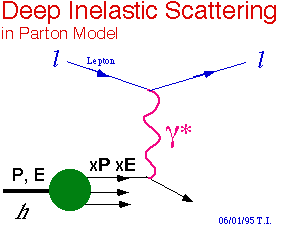 Deep Inelastic Scattering
in Parton Model
l l
Lepton
γ*
xP xE
P, E
h
06/01/95 T.I.